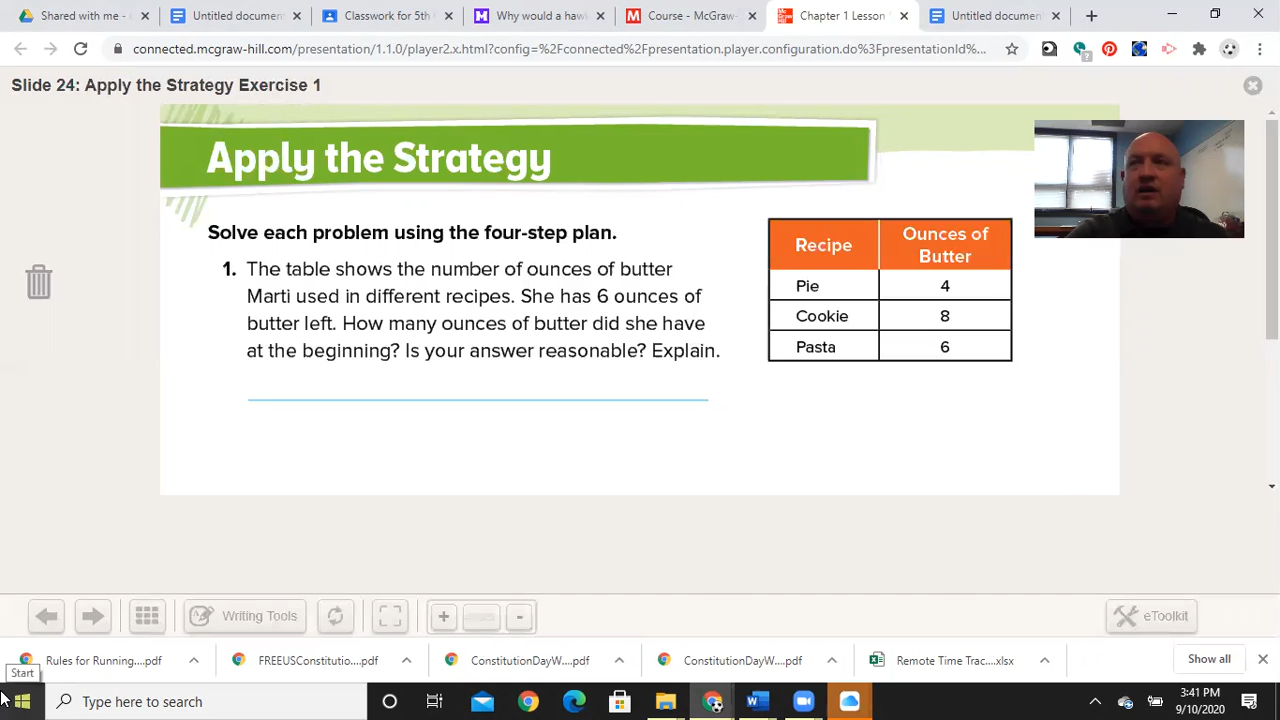 Shared with me -
Untitled documen
Classwork for 5th
Why would a haw
Course - McGraw-
Chapter 1 Lesson
Untitled documen
connected.mcgraw-hill.com/presentation/1.1.0/player2.x.html?config=%2Fconnected%2Fpresentation.player.configuration.do%3FpresentationId%...
Slide 24: Apply the Strategy Exercise 1
Apply the Strategy
Solve each problem using the four-step plan.
1. The table shows the number of ounces of butter
Marti used in different recipes. She has 6 ounces of
butter left. How many ounces of butter did she have
at the beginning? Is your answer reasonable? Explain.
Recipe Ounces of Butter
Pie 4
Cookie 8
Pasta 6
Writing Tools
eToolkit
Rules for Running....pdf
FREEUSConstitutio....pdf
ConstitutionDayW....pdf
ConstitutionDayW....pdf
Remote Time Trac....xlsx
Show all
Start
Type here to search
3:41 PM
9/10/2020